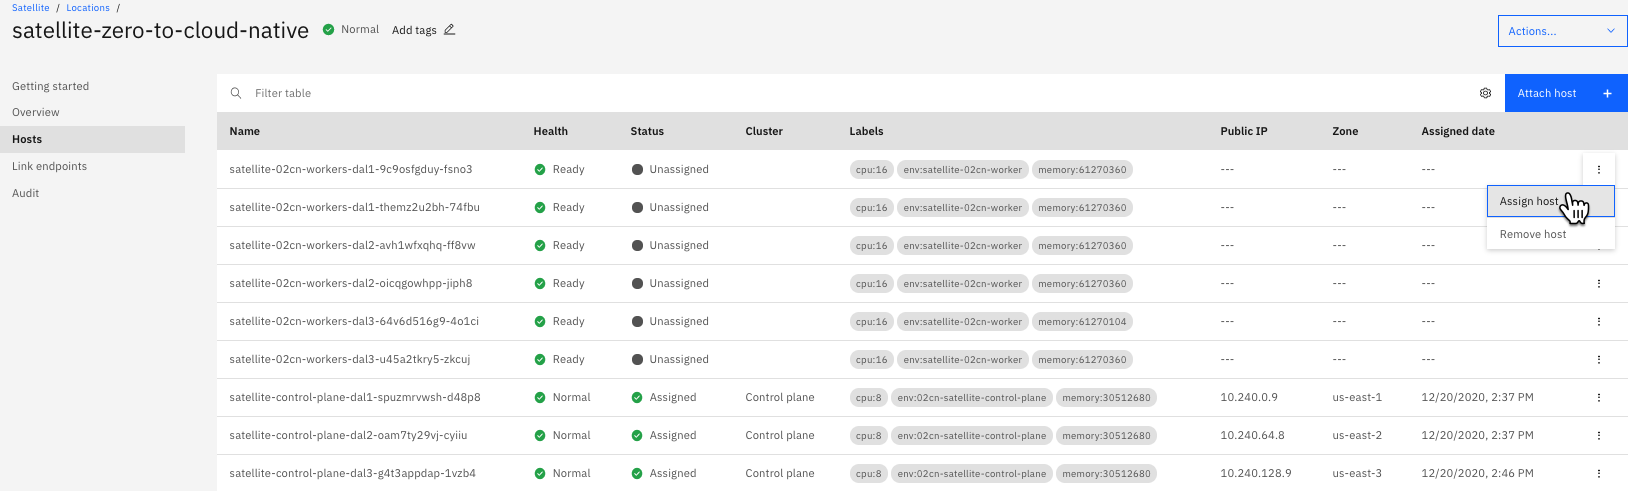 Satellite / Locations /
satellite-zero-to-cloud-native Normal Add tags
Actions...
Getting started
Overview
Hosts
Link endpoints
Audit
Filter table
Attach host +
Name Health Status Cluster Labels Public IP Zone Assigned date
satellite-02cn-workers-dal1-9c9osfgduy-fsno3 Ready Unassigned cpu:16 env:satellite-02cn-worker memory:61270360 --- --- ---
Assign host
Remove host
satellite-02cn-workers-dal1-themz2u2bh-74fbu Ready Unassigned cpu:16 env:satellite-02cn-worker memory:61270360 --- --- ---
satellite-02cn-workers-dal2-avh1wfxqhq-ff8vw Ready Unassigned cpu:16 env:satellite-02cn-worker memory:61270360 --- --- ---
satellite-02cn-workers-dal2-oicqgowhpp-jiph8 Ready Unassigned cpu:16 env:satellite-02cn-worker memory:61270360 --- --- ---
satellite-02cn-workers-dal3-64v6d516g9-4o1ci Ready Unassigned cpu:16 env:satellite-02cn-worker memory:61270104 --- --- ---
satellite-02cn-workers-dal3-u45a2tkry5-zkcuj Ready Unassigned cpu:16 env:satellite-02cn-worker memory:61270360 --- --- ---
satellite-control-plane-dal1-spuzmrvwsh-d48p8 Normal Assigned Control plane cpu:8 env:02cn-satellite-control-plane memory:30512680 10.240.0.9 us-east-1 12/20/2020, 2:37 PM
satellite-control-plane-dal2-oam7ty29vj-cyiiu Normal Assigned Control plane cpu:8 env:02cn-satellite-control-plane memory:30512680 10.240.64.8 us-east-2 12/20/2020, 2:37 PM
satellite-control-plane-dal3-g4t3appdap-1vzb4 Normal Assigned Control plane cpu:8 env:02cn-satellite-control-plane memory:30512680 10.240.128.9 us-east-3 12/20/2020, 2:46 PM